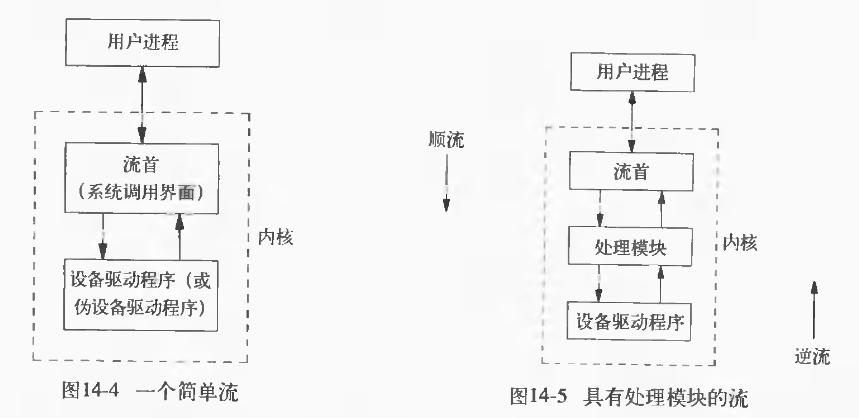 用户进程
流首
(系统调用界面)
内核
设备驱动程序(或
伪设备驱动程序)
图14-4 一个简单流
用户进程
顺流
流首
处理模块
内核
设备驱动程序
逆流
图14-5 具有处理模块的流